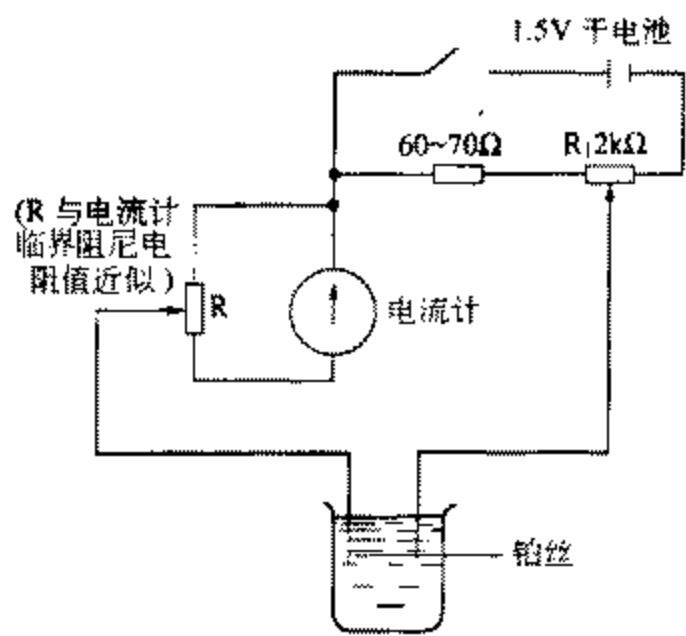 1.5V 干电池
60~70Ω
R₁2kΩ
(R 与电流计
临界阻尼电
阻值近似)
R
电流计
铂丝